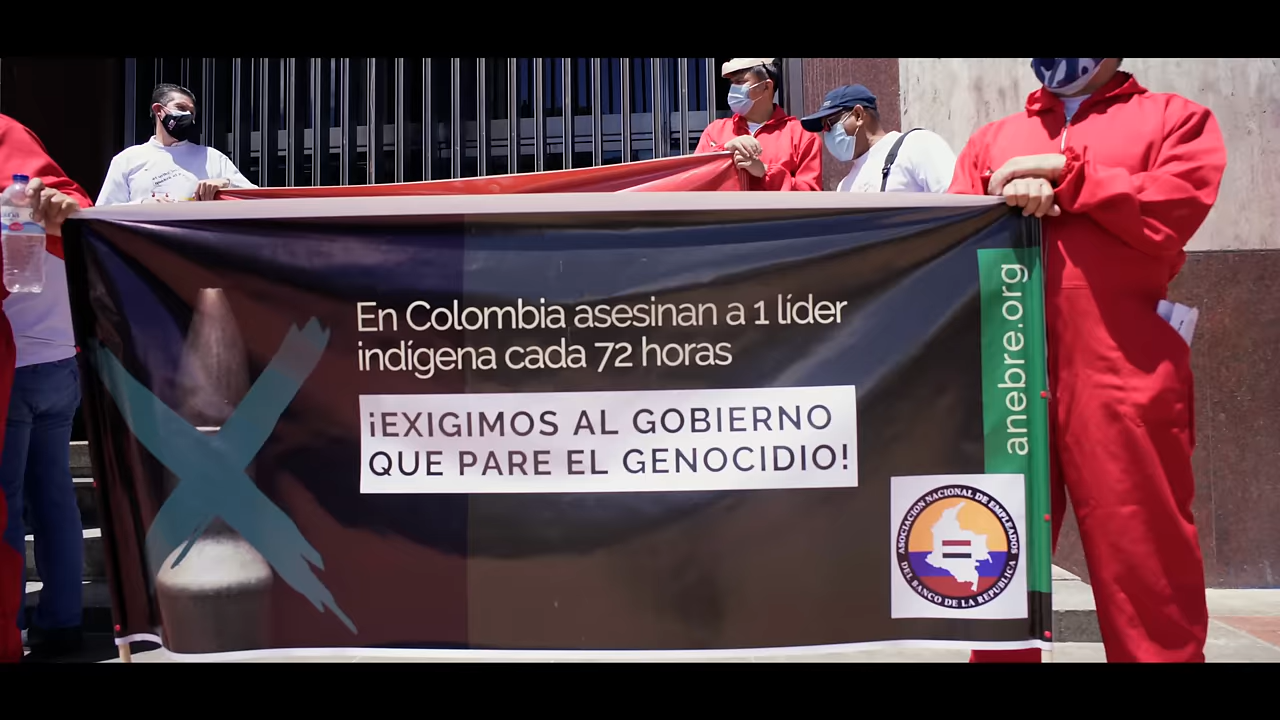 En Colombia asesinan a 1 líder
indígena cada 72 horas
¡EXIGIMOS AL GOBIERNO
QUE PARE EL GENOCIDIO!
anebre.org
ASOCIACION NACIONAL DE EMPLEADOS
DEL BANCO DE LA REPUBLICA